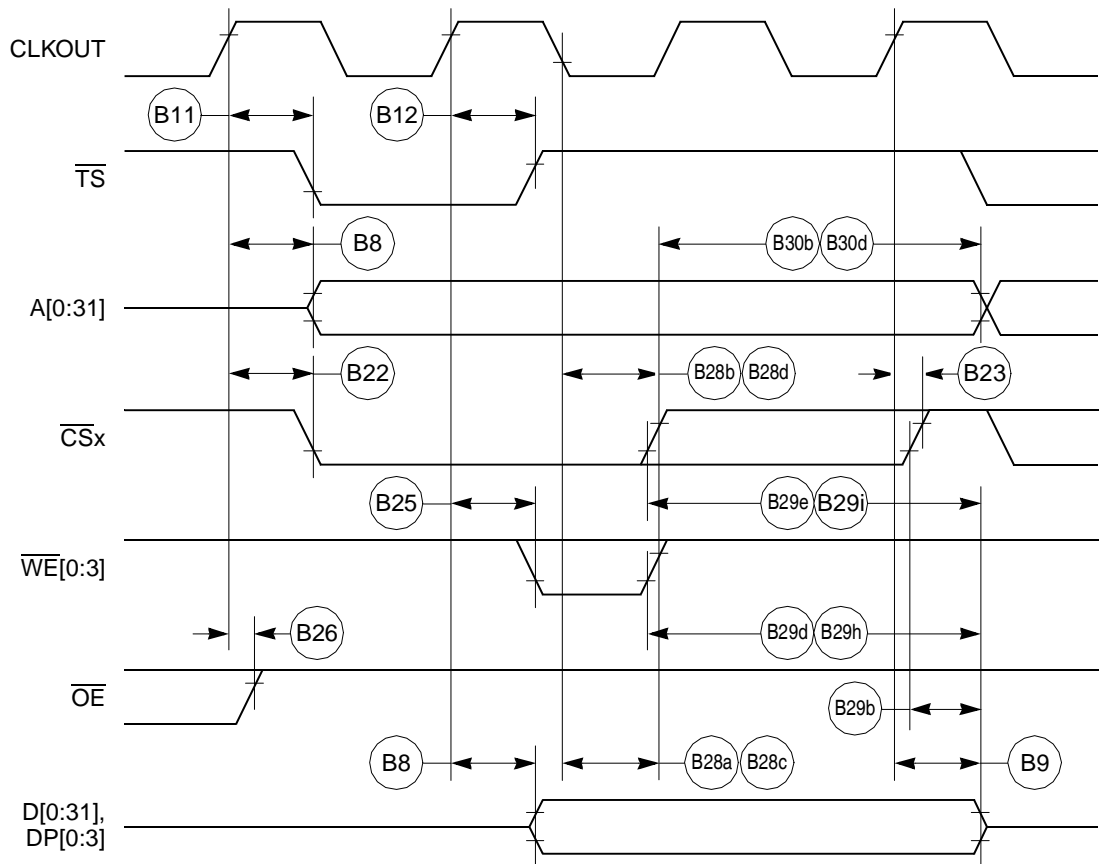 CLKOUT
B11
B12
TS
B8
B30b B30d
A[0:31]
B22
B28b B28d
B23
CSx
B25
B29e B29i
WE[0:3]
B26
B29d B29h
OE
B29b
B8
B28a B28c
B9
D[0:31],
DP[0:3]